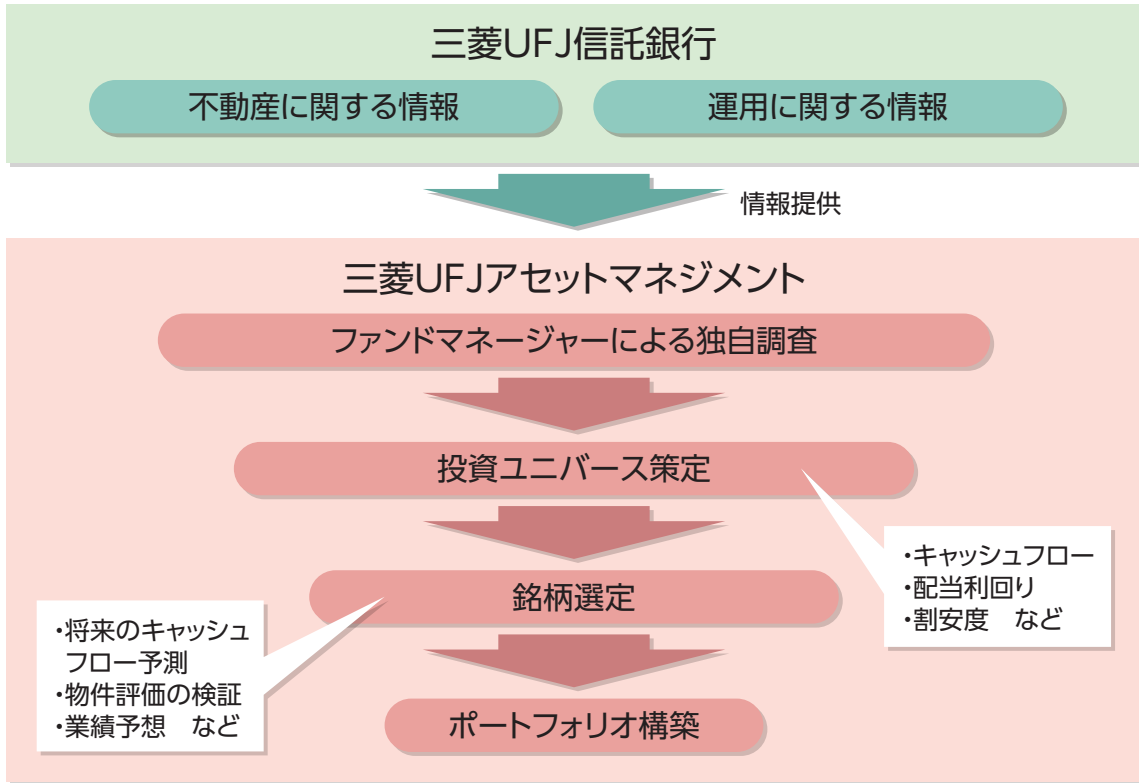 三菱UFJ信託銀行
不動産に関する情報
運用に関する情報
情報提供
三菱UFJアセットマネジメント
ファンドマネージャーによる独自調査
投資ユニバース策定
・キャッシュフロー
・配当利回り
・割安度　など
銘柄選定
・将来のキャッシュ
フロー予測
・物件評価の検証
・業績予想　など
ポートフォリオ構築